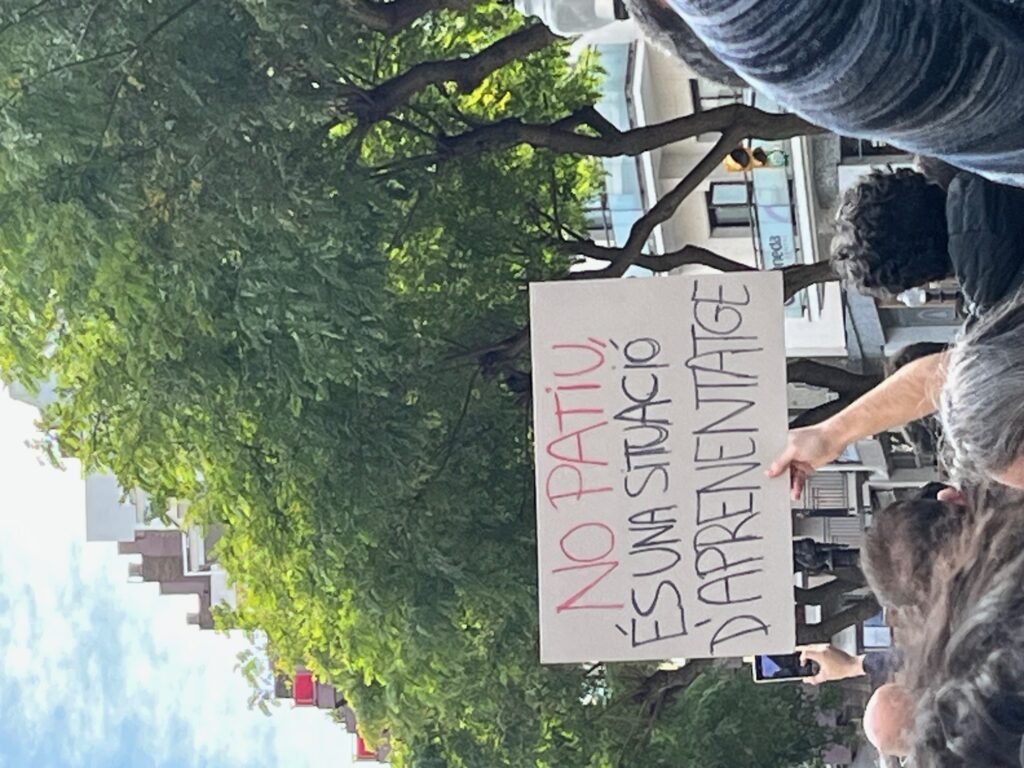 NO PATIU,
ÉS UNA SITUACIÓ
D'APRENENTATGE